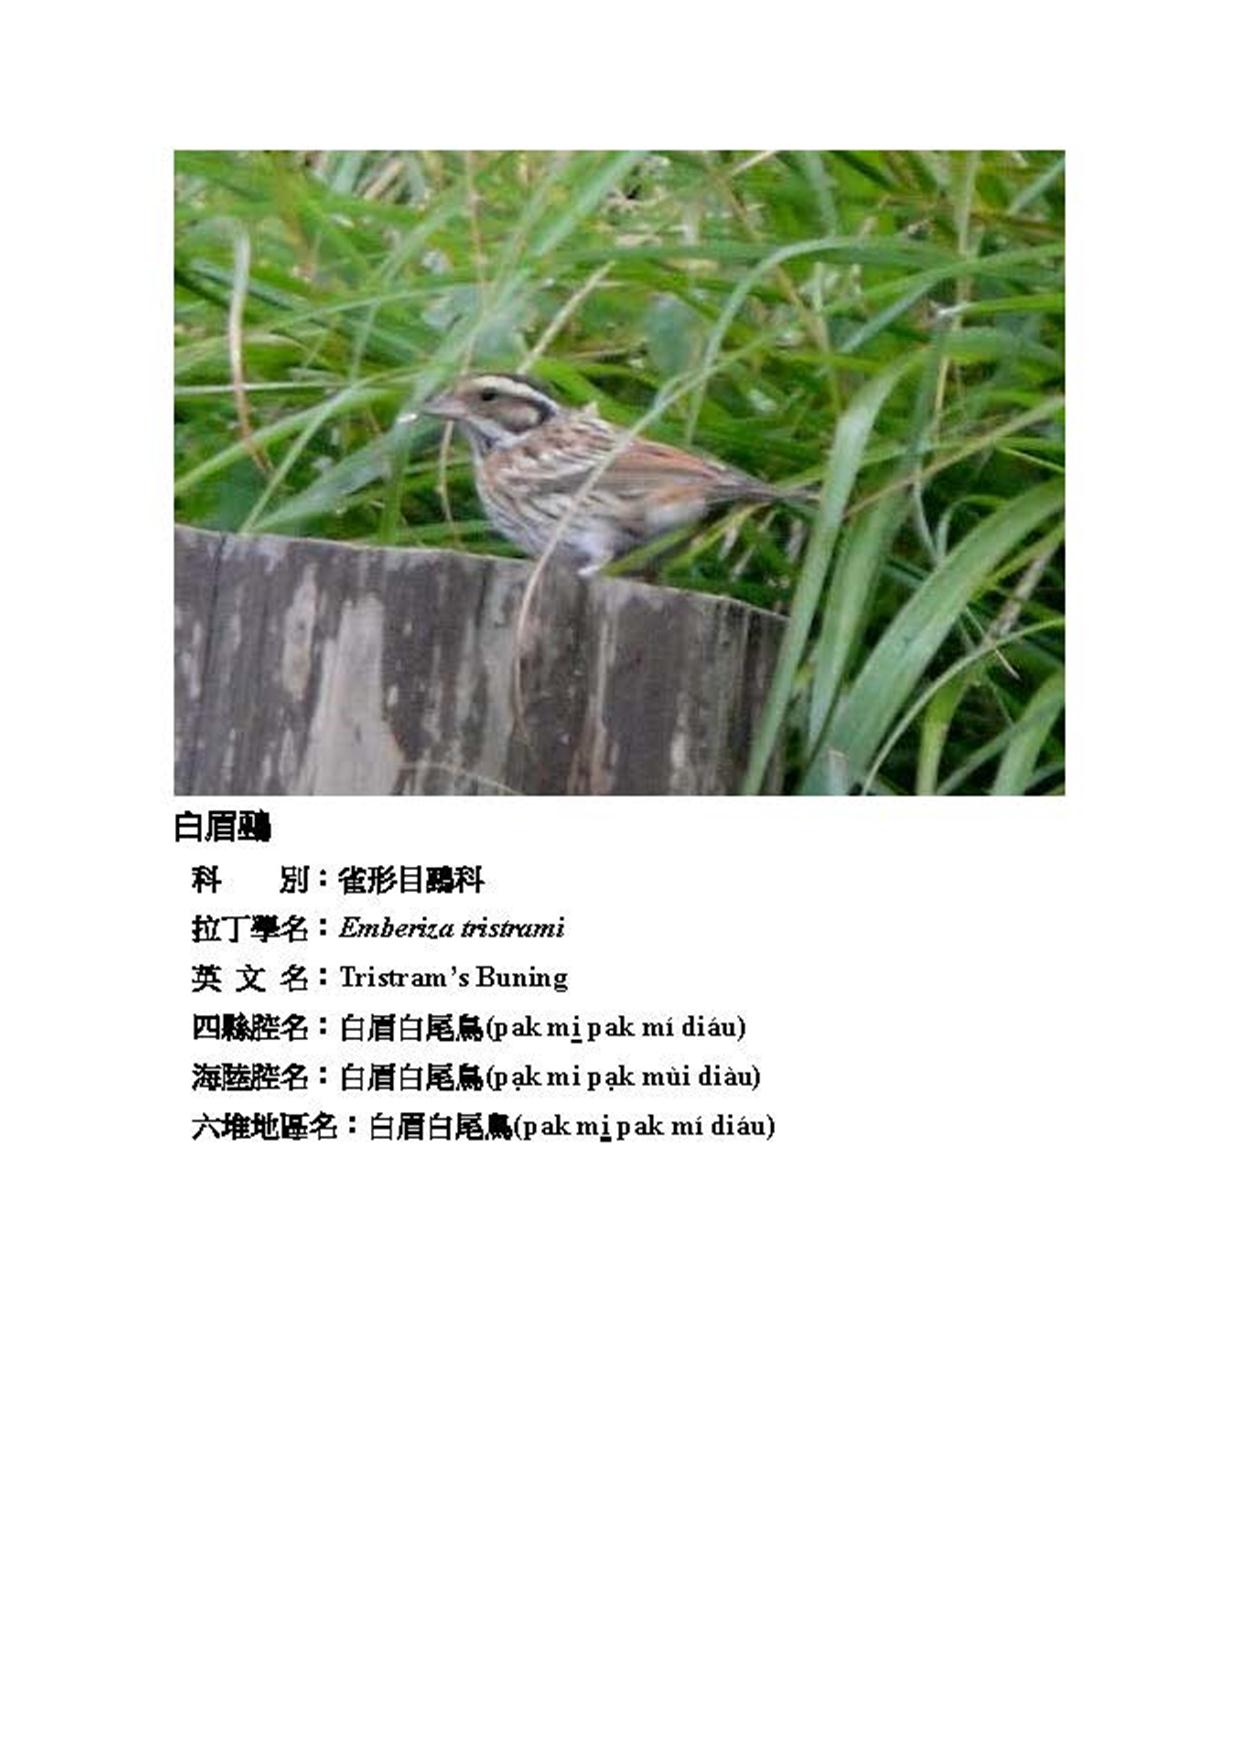 白眉鵐
科　　別：雀形目鵐科
拉丁學名：Emberiza tristrami
英 文 名：Tristram’s Buning
四縣腔名：白眉白尾鳥(pak mi̲ pak mí diáu)
海陸腔名：白眉白尾鳥(pa̩k mi pa̩k mùi diàu)
六堆地區名：白眉白尾鳥(pak mi̲ pak mí diáu)